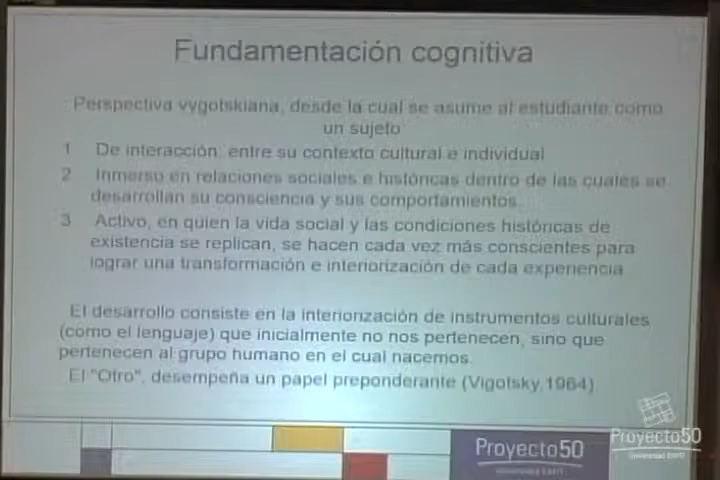 Fundamentación cognitiva
Perspectiva vygotskiana, desde la cual se asume al estudiante como
un sujeto
1 De interacción, entre su contexto cultural e individual
2 Inmerso en relaciones sociales e históricas dentro de las cuales se
desarrollan su consciencia y sus comportamientos.
3 Activo, en quien la vida social y las condiciones históricas de
existencia se replican, se hacen cada vez más conscientes para
lograr una transformación e interiorización de cada experiencia
El desarrollo consiste en la interiorización de instrumentos culturales
(como el lenguaje) que inicialmente no nos pertenecen, sino que
pertenecen al grupo humano en el cual nacemos.
El "Otro", desempeña un papel preponderante (Vigotsky,1964).
Proyecto50
Universidad EAFIT
Proyecto50
Universidad EAFIT